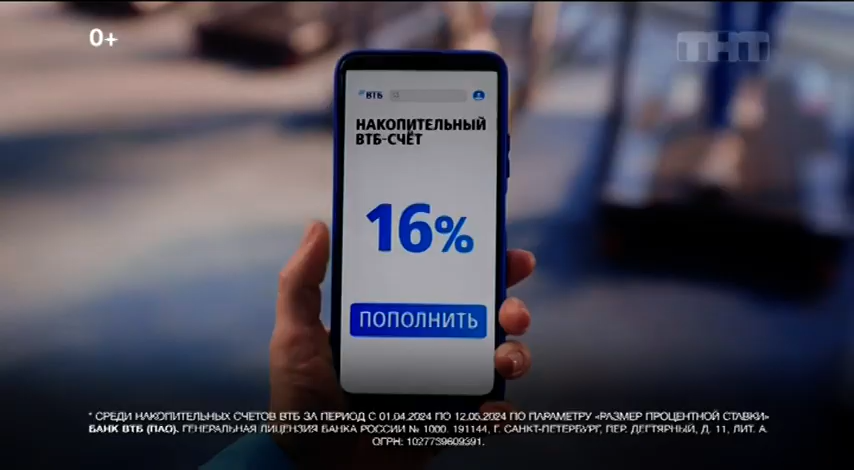 0+
ТНТ
ВТБ
НАКОПИТЕЛЬНЫЙ
ВТБ-СЧЁТ
16%
ПОПОЛНИТЬ
* СРЕДИ НАКОПИТЕЛЬНЫХ СЧЕТОВ ВТБ ЗА ПЕРИОД С 01.04.2024 ПО 12.05.2024 ПО ПАРАМЕТРУ «РАЗМЕР ПРОЦЕНТНОЙ СТАВКИ»
БАНК ВТБ (ПАО). ГЕНЕРАЛЬНАЯ ЛИЦЕНЗИЯ БАНКА РОССИИ № 1000. 191144, Г. САНКТ-ПЕТЕРБУРГ, ПЕР. ДЕГТЯРНЫЙ, Д. 11, ЛИТ. А.
ОГРН: 1027739609391.